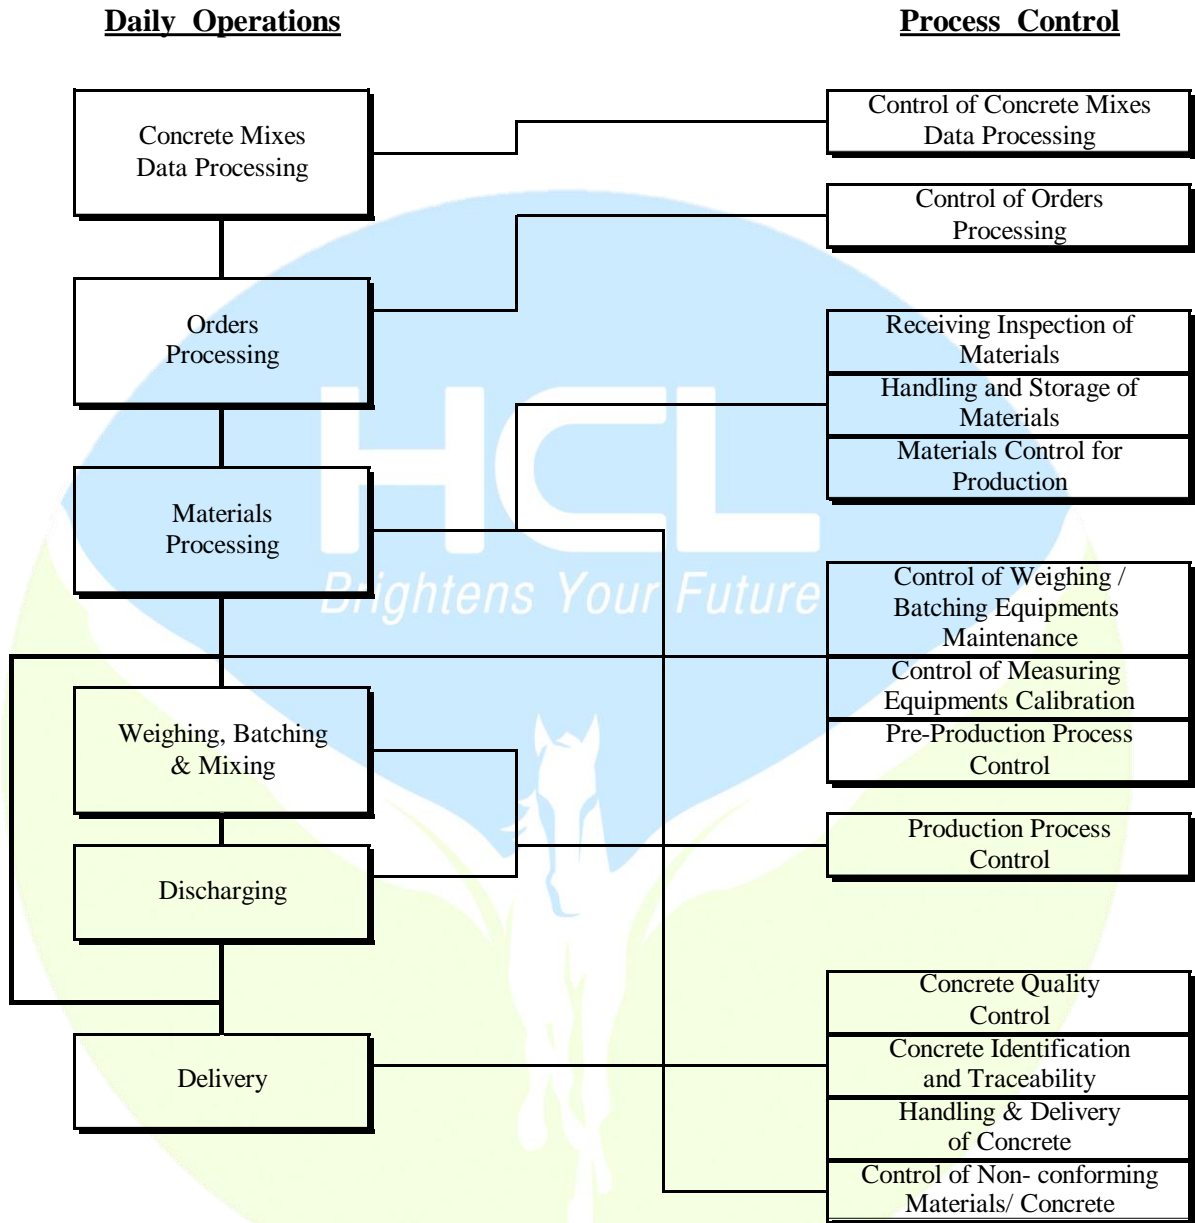 Daily Operations
Process Control
Concrete Mixes
Data Processing
Orders
Processing
Materials
Processing
Weighing, Batching
& Mixing
Discharging
Delivery
Control of Concrete Mixes
Data Processing
Control of Orders
Processing
Receiving Inspection of
Materials
Handling and Storage of
Materials
Materials Control for
Production
Control of Weighing /
Batching Equipments
Maintenance
Control of Measuring
Equipments Calibration
Pre-Production Process
Control
Production Process
Control
Concrete Quality
Control
Concrete Identification
and Traceability
Handling & Delivery
of Concrete
Control of Non- conforming
Materials/ Concrete
HCL
Brightens Your Future